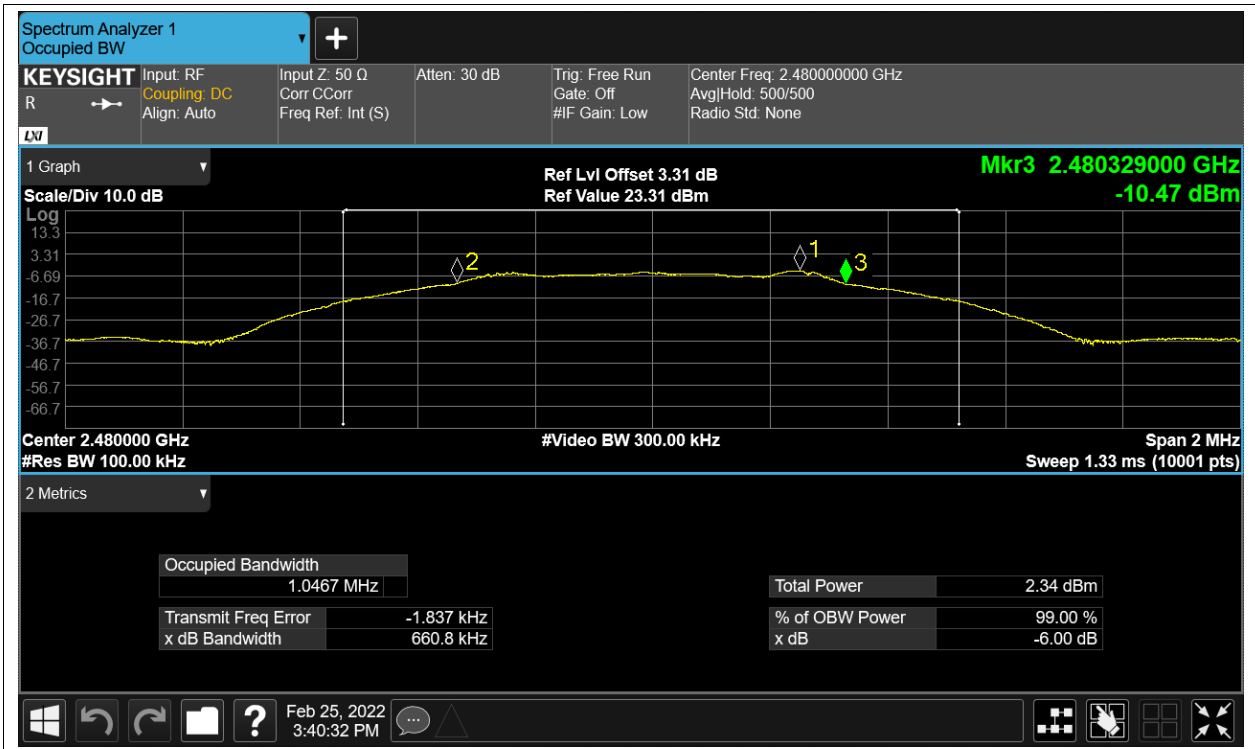 Spectrum Analyzer 1
Occupied BW
+
KEYSIGHT
R
LXI
Input: RF
Coupling: DC
Align: Auto
Input Z: 50 Ω
Corr CCorr
Freq Ref: Int (S)
Atten: 30 dB
Trig: Free Run
Gate: Off
#IF Gain: Low
Center Freq: 2.480000000 GHz
Avg|Hold: 500/500
Radio Std: None
1 Graph
Scale/Div 10.0 dB
Ref Lvl Offset 3.31 dB
Ref Value 23.31 dBm
Mkr3 2.480329000 GHz
-10.47 dBm
Log
13.3
3.31
-6.69
-16.7
-26.7
-36.7
-46.7
-56.7
-66.7
2
1
3
Center 2.480000 GHz
#Video BW 300.00 kHz
Span 2 MHz
#Res BW 100.00 kHz
Sweep 1.33 ms (10001 pts)
2 Metrics
Occupied Bandwidth
1.0467 MHz
Transmit Freq Error -1.837 kHz
x dB Bandwidth 660.8 kHz
Total Power 2.34 dBm
% of OBW Power 99.00 %
x dB -6.00 dB
?
Feb 25, 2022
3:40:32 PM